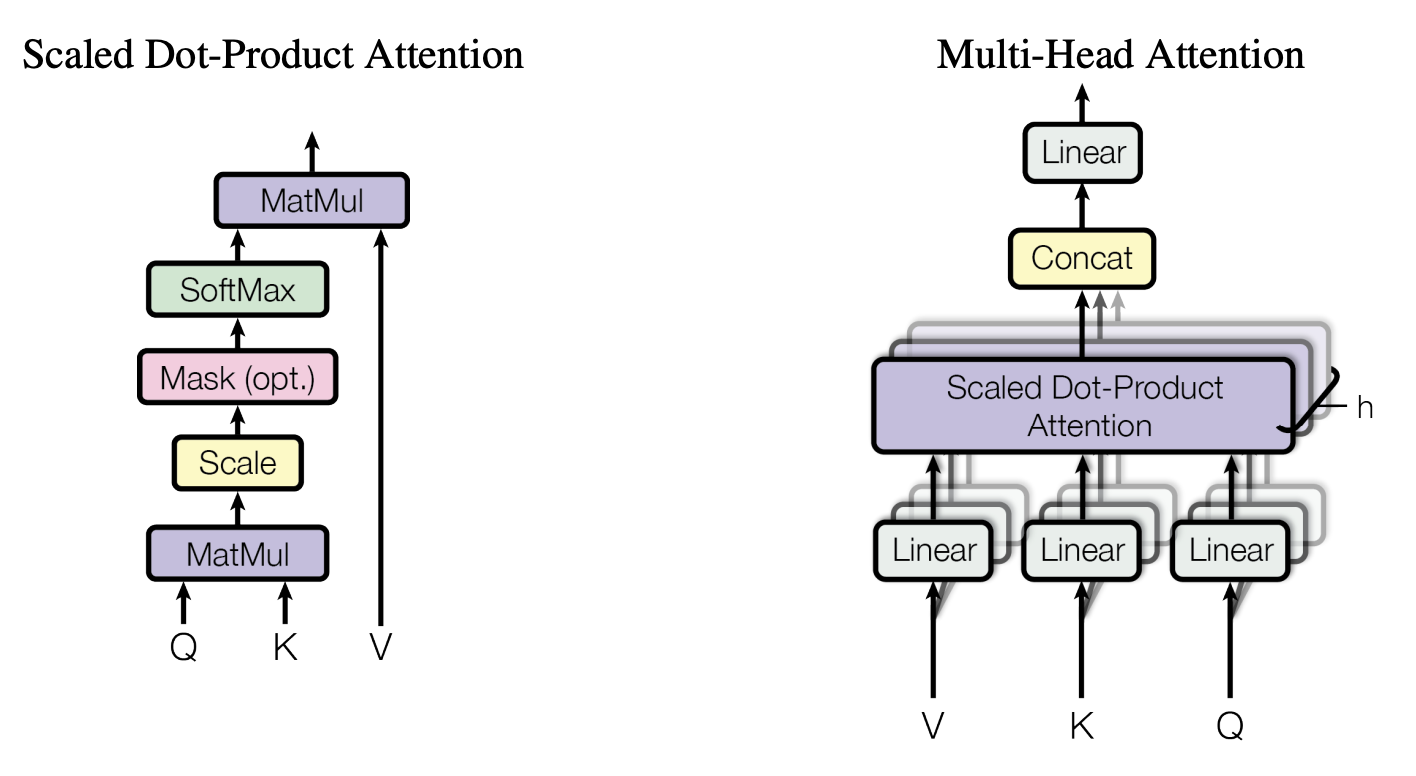 Scaled Dot-Product Attention
MatMul
SoftMax
Mask (opt.)
Scale
MatMul
Q K V
Multi-Head Attention
Linear
Concat
Scaled Dot-Product
Attention
h
Linear Linear Linear
V K Q